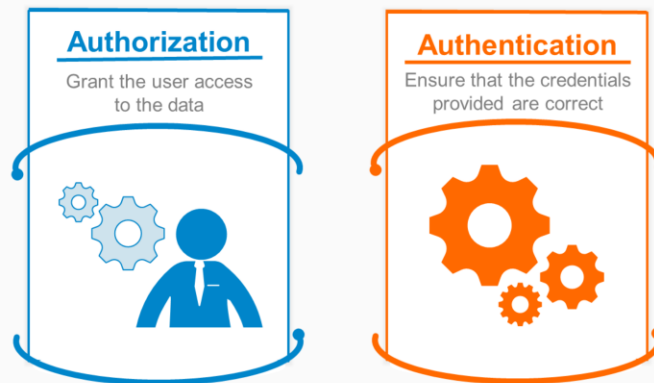 Authorization
Grant the user access
to the data
Authentication
Ensure that the credentials
provided are correct